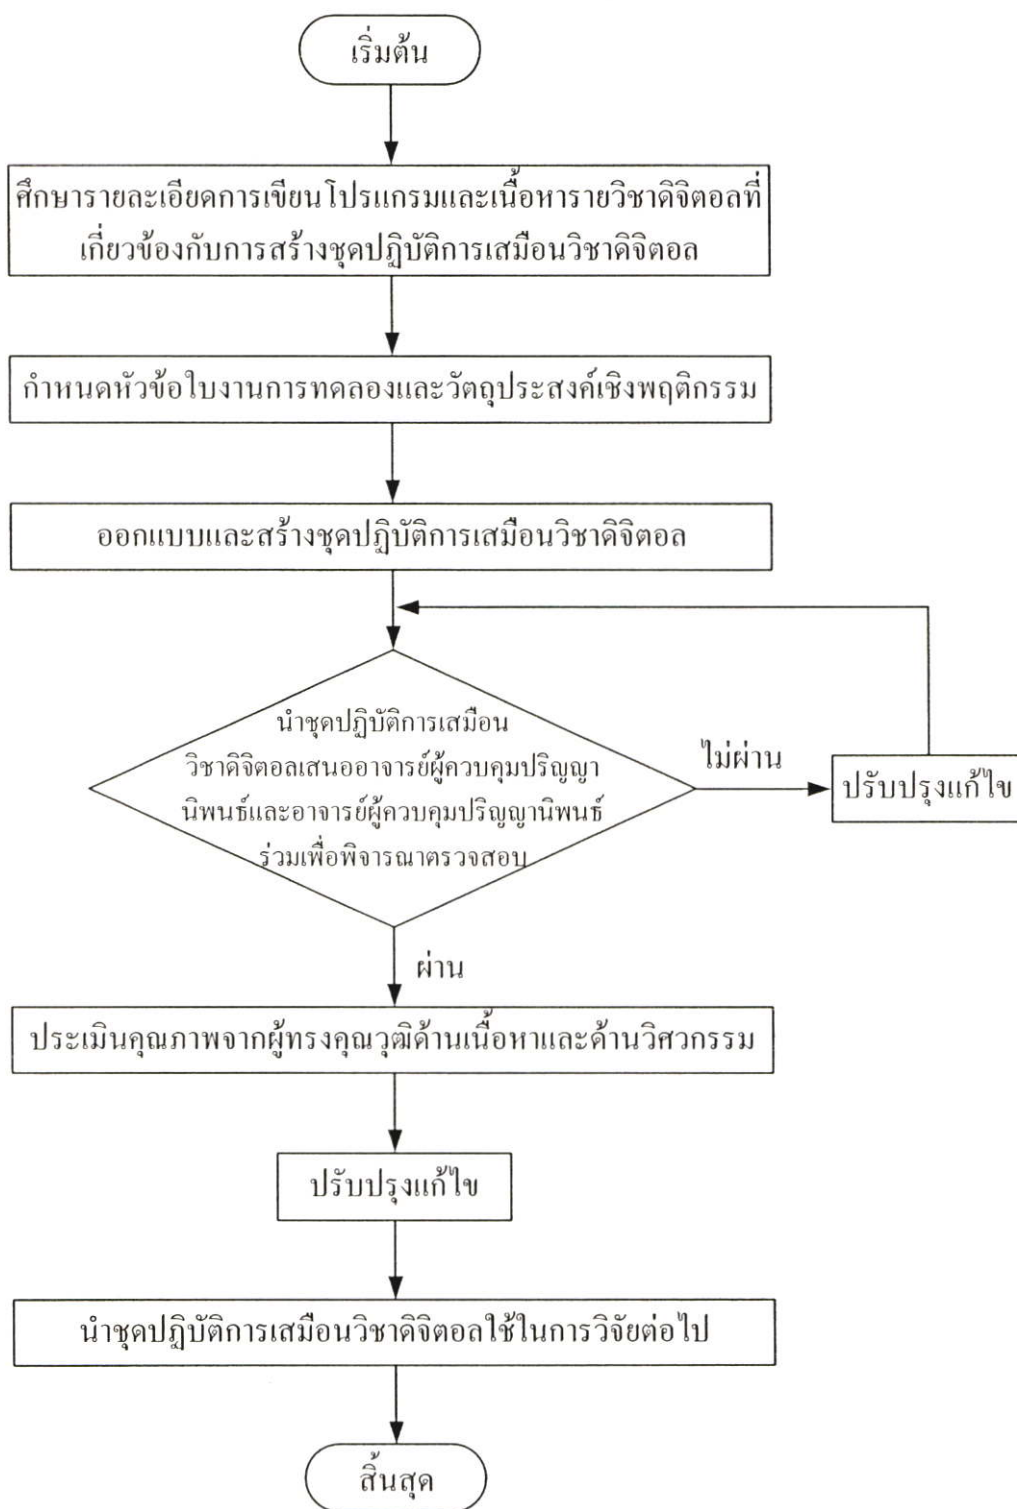 เริ่มต้น
ศึกษารายละเอียดการเขียนโปรแกรมและเนื้อหารายวิชาดิจิตอลที่
เกี่ยวข้องกับการสร้างชุดปฏิบัติการเสมือนวิชาดิจิตอล
กำหนดหัวข้อใบงานการทดลองและวัตถุประสงค์เชิงพฤติกรรม
ออกแบบและสร้างชุดปฏิบัติการเสมือนวิชาดิจิตอล
นำชุดปฏิบัติการเสมือน
วิชาดิจิตอลเสนออาจารย์ผู้ควบคุมปริญญา
นิพนธ์และอาจารย์ผู้ควบคุมปริญญานิพนธ์
ร่วมเพื่อพิจารณาตรวจสอบ
ไม่ผ่าน
ปรับปรุงแก้ไข
ผ่าน
ประเมินคุณภาพจากผู้ทรงคุณวุฒิด้านเนื้อหาและด้านวิศวกรรม
ปรับปรุงแก้ไข
นำชุดปฏิบัติการเสมือนวิชาดิจิตอลใช้ในการวิจัยต่อไป
สิ้นสุด